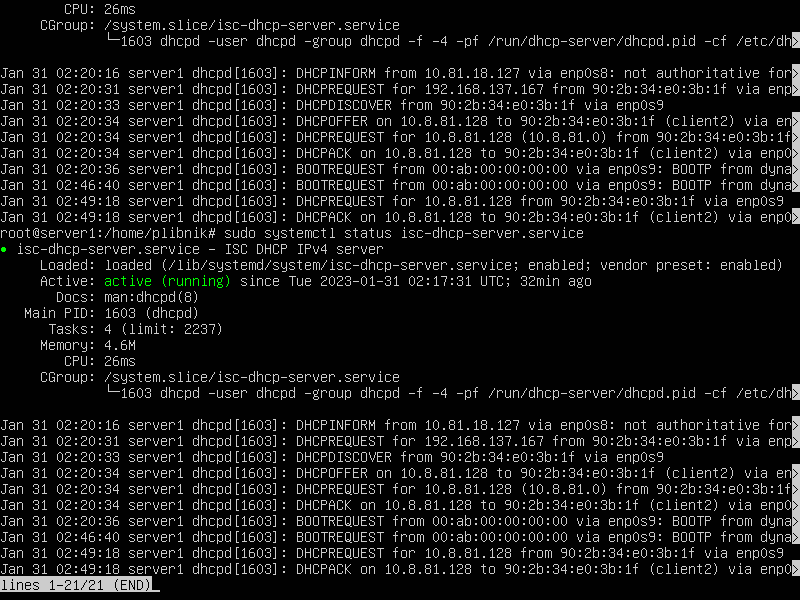 CPU: 26ms
CGroup: /system.slice/isc-dhcp-server.service
└─1603 dhcpd -user dhcpd -group dhcpd -f -4 -pf /run/dhcp-server/dhcpd.pid -cf /etc/dh>
Jan 31 02:20:16 server1 dhcpd[1603]: DHCPINFORM from 10.81.18.127 via enp0s8: not authoritative for>
Jan 31 02:20:31 server1 dhcpd[1603]: DHCPREQUEST for 192.168.137.167 from 90:2b:34:e0:3b:1f via enp>
Jan 31 02:20:33 server1 dhcpd[1603]: DHCPDISCOVER from 90:2b:34:e0:3b:1f via enp0s9
Jan 31 02:20:34 server1 dhcpd[1603]: DHCPOFFER on 10.8.81.128 to 90:2b:34:e0:3b:1f (client2) via en>
Jan 31 02:20:34 server1 dhcpd[1603]: DHCPREQUEST for 10.8.81.128 (10.8.81.0) from 90:2b:34:e0:3b:1f>
Jan 31 02:20:34 server1 dhcpd[1603]: DHCPACK on 10.8.81.128 to 90:2b:34:e0:3b:1f (client2) via enp0>
Jan 31 02:20:36 server1 dhcpd[1603]: BOOTREQUEST from 00:ab:00:00:00:00:00 via enp0s9: BOOTP from dyna>
Jan 31 02:46:40 server1 dhcpd[1603]: BOOTREQUEST from 00:ab:00:00:00:00:00 via enp0s9: BOOTP from dyna>
Jan 31 02:49:18 server1 dhcpd[1603]: DHCPREQUEST for 10.8.81.128 from 90:2b:34:e0:3b:1f via enp0s9
Jan 31 02:49:18 server1 dhcpd[1603]: DHCPACK on 10.8.81.128 to 90:2b:34:e0:3b:1f (client2) via enp0>
root@server1:/home/plibnik# sudo systemctl status isc-dhcp-server.service
● isc-dhcp-server.service - ISC DHCP IPv4 server
Loaded: loaded (/lib/systemd/system/isc-dhcp-server.service; enabled; vendor preset: enabled)
Active: active (running) since Tue 2023-01-31 02:17:31 UTC; 32min ago
Docs: man:dhcpd(8)
Main PID: 1603 (dhcpd)
Tasks: 4 (limit: 2237)
Memory: 4.6M
CPU: 26ms
CGroup: /system.slice/isc-dhcp-server.service
└─1603 dhcpd -user dhcpd -group dhcpd -f -4 -pf /run/dhcp-server/dhcpd.pid -cf /etc/dh>
Jan 31 02:20:16 server1 dhcpd[1603]: DHCPINFORM from 10.81.18.127 via enp0s8: not authoritative for>
Jan 31 02:20:31 server1 dhcpd[1603]: DHCPREQUEST for 192.168.137.167 from 90:2b:34:e0:3b:1f via enp>
Jan 31 02:20:33 server1 dhcpd[1603]: DHCPDISCOVER from 90:2b:34:e0:3b:1f via enp0s9
Jan 31 02:20:34 server1 dhcpd[1603]: DHCPOFFER on 10.8.81.128 to 90:2b:34:e0:3b:1f (client2) via en>
Jan 31 02:20:34 server1 dhcpd[1603]: DHCPREQUEST for 10.8.81.128 (10.8.81.0) from 90:2b:34:e0:3b:1f>
Jan 31 02:20:34 server1 dhcpd[1603]: DHCPACK on 10.8.81.128 to 90:2b:34:e0:3b:1f (client2) via enp0>
Jan 31 02:20:36 server1 dhcpd[1603]: BOOTREQUEST from 00:ab:00:00:00:00:00 via enp0s9: BOOTP from dyna>
Jan 31 02:46:40 server1 dhcpd[1603]: BOOTREQUEST from 00:ab:00:00:00:00:00 via enp0s9: BOOTP from dyna>
Jan 31 02:49:18 server1 dhcpd[1603]: DHCPREQUEST for 10.8.81.128 from 90:2b:34:e0:3b:1f via enp0s9
Jan 31 02:49:18 server1 dhcpd[1603]: DHCPACK on 10.8.81.128 to 90:2b:34:e0:3b:1f (client2) via enp0>
lines 1-21/21 (END)